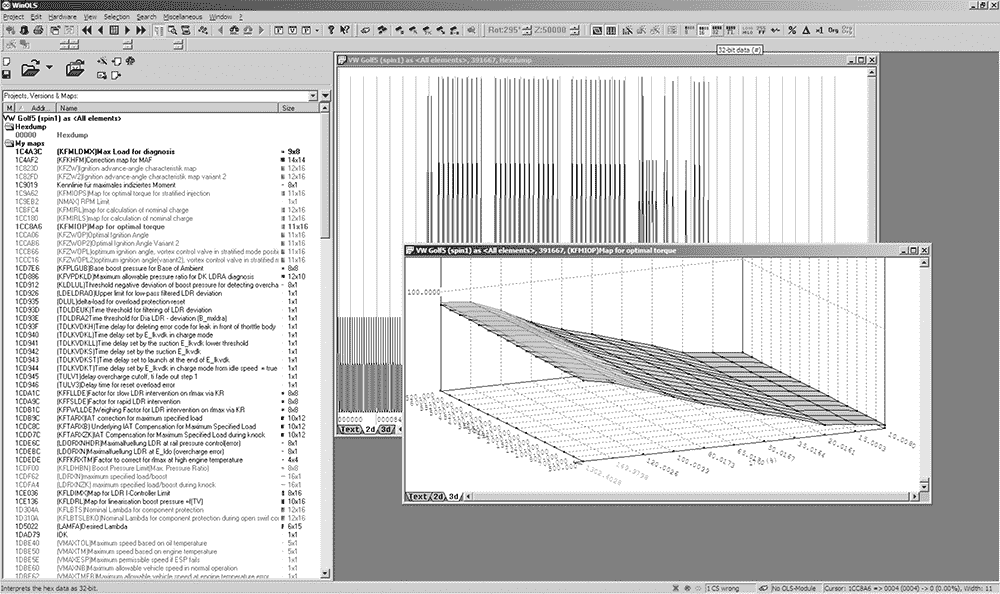 WinOLS
Project Edit Hardware View Selection Search Miscellaneous Window ?
Rot:295° Z:50000
32-bit data (#)
VW Golf5 (spin1) as <All elements>, 391667, Hexdump
Projects, Versions & Maps:
M Addr... Name Size
VW Golf5 (spin1) as <All elements>
Hexdump
00000 Hexdump
My maps
1C4A3C (KFMLDMX)Max Load for diagnosis 9x8
1C4AF2 (KFKHFM)Correction map for MAF 14x14
1C823D (KFZW)Ignition advance-angle characteristic map 12x16
1C82FD (KFZW2)Ignition advance-angle characteristic map variant 2 12x16
1C9019 Kennlinie für maximales indiziertes Moment 8x1
1C9A62 (KFMIOPS)Map for optimal torque for stratified injection 11x16
1C9EB2 (NMAX) RPM Limit 1x1
1CBFC4 (KFMIRL)map for calculation of nominal charge 12x16
1CC180 (KFMIRLS)map for calculation of nominal charge 12x16
1CC8A6 (KFMIOP)Map for optimal torque 11x16
1CCA06 (KFZWOP)Optimal Ignition Angle 11x16
1CCAB6 (KFZWOP2)Optimal Ignition Angle Variant 2 11x16
1CCB66 (KFZWOPL)optimum ignition angle, vortex control valve in stratified mode positi 11x16
1CCC16 (KFZWOPL2)optimum ignition angle(variant2), vortex control valve in stratified m 11x16
1CD7E6 (KFPLGUB)Base boost pressure for Base of Ambient 8x8
1CD886 (KFVPDKLD)Maximum allowable pressure ratio for DK LDRA diagnosis 12x10
1CD912 (KLDLUL)Threshold negative deviation of boost pressure for detecting overcha 8x1
1CD926 (LDELDRAO)Upper limit for low-pass filtered LDR deviation 1x1
1CD935 (DLUL)delta-load for overload protection reset 1x1
1CD93B (TDLDEUK)Time threshold for filtering of LDR deviation 1x1
1CD93E (TDLDRA2Time threshold for Dia LDR - deviation (B_mxldra) 1x1
1CD93F (TLDKVDKH)Time delay for deleting error code for leak in front of throttle body 1x1
1CD940 (TDLKVDKL)Time delay set by E_lkvdk in charge mode 1x1
1CD941 (TDLKVDKLL)Time delay set by the suction E_lkvdk lower threshold 1x1
1CD942 (TDLKVDKS)Time delay set by the suction E_lkvdk 1x1
1CD943 (TDLKVDKST)Time delay set to launch at the end of E_lkvdk 1x1
1CD944 (TDLKVDKT)Time delay set by E_lkvdk in charge mode from idle speed = true 1x1
1CD945 (TULV1)delay overcharge cutoff, ti fade out step 1 1x1
1CD946 (TULV3)Delay time for reset overload error 1x1
1CDA1C (KFFLLDE)Factor for slow LDR intervention on rlmax via KR 8x8
1CDA9C (KFFSLDE)Factor for rapid LDR intervention 8x8
1CDB1C (KFFWLLDE)Weighing Factor for LDR intervention on rlmax via KR 8x8
1CDB9C (KFTARX)IAT correction for maximum specified load 10x12
1CDC8C (KFTARXB) Underlying IAT Compensation for Maximum Specified Load 10x12
1CDD7C (KFTARXZK)IAT Compensation for Maximum Specified Load during knock 10x12
1CDE6C (LDORXNHDR)Maximalfuellung LDR at rail pressure control(error) 8x1
1CDE8C (LDORXN)Maximalfuellung LDR at E_ldo (overcharge error) 8x1
1CDEDE (KFFKRXTM)Factor to correct for rlmax at high engine temperature 4x4
1CDF00 (KFLDHBN) Boost Pressure Limit(Max. Pressure Ratio) 8x8
1CDF62 (LDRXN) maximum specified load/boost 16x1
1CDFA4 (LDRXNZK) maximum specified load/boost during knock 16x1
1CE036 (KFLDIMX)Map for LDR I-Controller Limit 8x16
1CE136 (KFLDRL)Map for linearisation boost pressure =f(TV) 10x16
1D304A (KFLBTS)Nominal Lambda for component protection 12x16
1D310A (KFLBTSLBKO)Nominal Lambda for component protection during open swirl co 12x16
1D5022 (LAMFA)Desired Lambda 6x15
1DAD79 IDK 1x1
1DBE40 (VMAXTOL)Maximum speed based on oil temperature 5x1
1DBE50 (VMAXTM)Maximum speed based on engine temperature 5x1
1DBE5E (VMAXESP)Maximum permissible speed if ESP fails 1x1
1DBE60 (VMAXNB)Maximum allowable vehicle speed in normal operation 1x1
1DBE62 (VMAXTMFR)Maximum allowable vehicle speed at engine temperature error 1x1
000000 000084
Text 2d 3d
VW Golf5 (spin1) as <All elements>, 391667, (KFMIOP)Map for optimal torque
100.0000
Text 2d 3d
Interprets the hex data as 32-bit.
1 CS wrong No OLS-Module Cursor: 1CC8A6 => 0004 (0004) -> 0 (0.00%), Width: 11